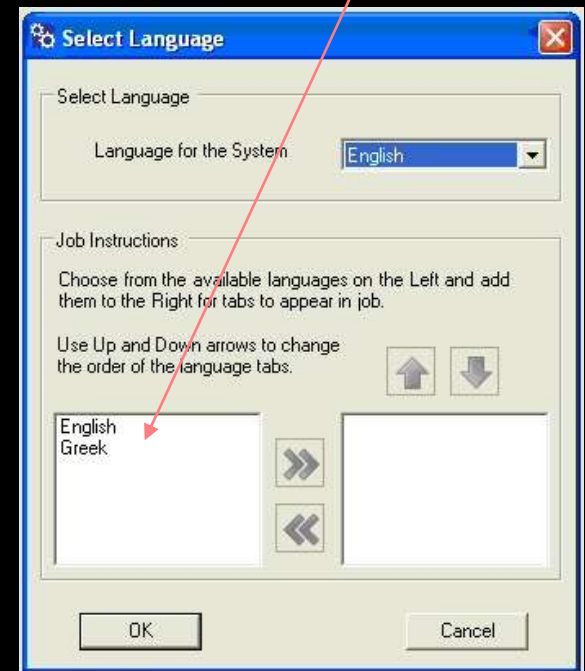 Select Language
Select Language
Language for the System
English
Job Instructions
Choose from the available languages on the Left and add
them to the Right for tabs to appear in job.
Use Up and Down arrows to change
the order of the language tabs.
English
Greek
OK
Cancel